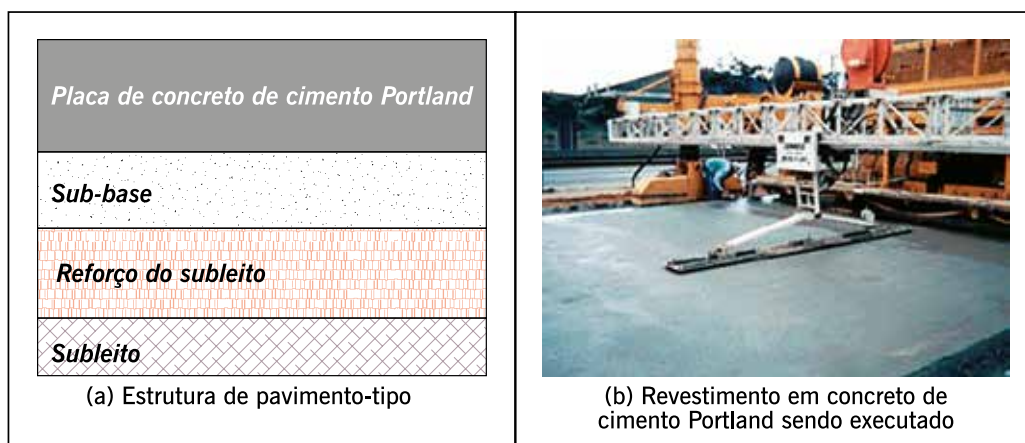 Placa de concreto de cimento Portland
Sub-base
Reforço do subleito
Subleito
(a) Estrutura de pavimento-tipo
(b) Revestimento em concreto de
cimento Portland sendo executado